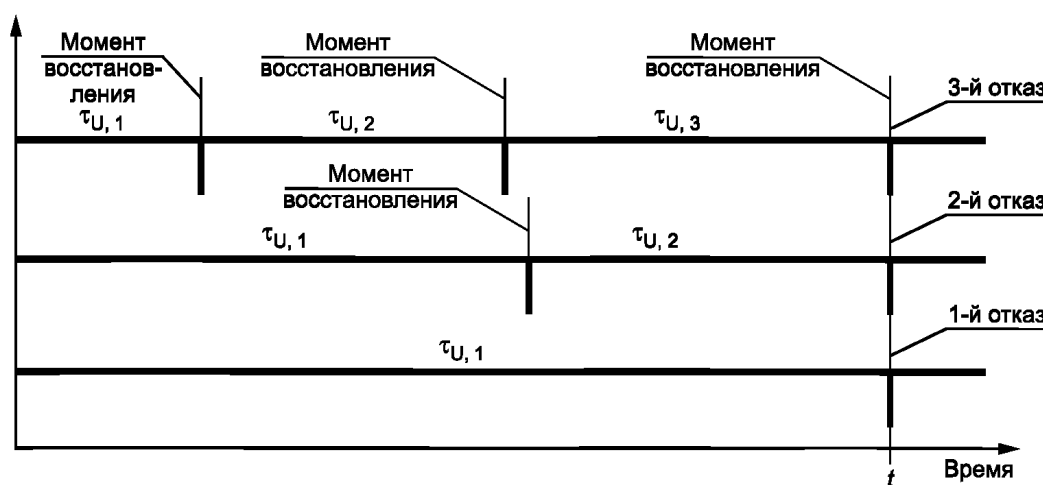 Момент
восстанов-
ления
Момент
восстановления
Момент
восстановления
3-й отказ
τU, 1
τU, 2
τU, 3
Момент
восстановления
2-й отказ
τU, 1
τU, 2
1-й отказ
τU, 1
t
Время